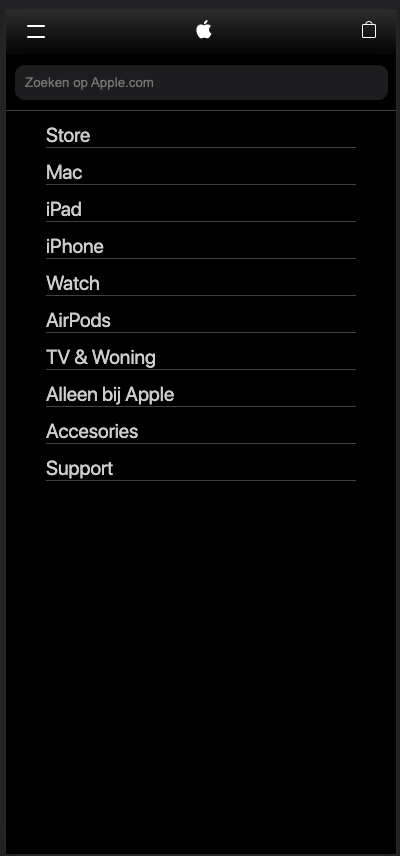 Zoeken op Apple.com
Store
Mac
iPad
iPhone
Watch
AirPods
TV & Woning
Alleen bij Apple
Accesories
Support